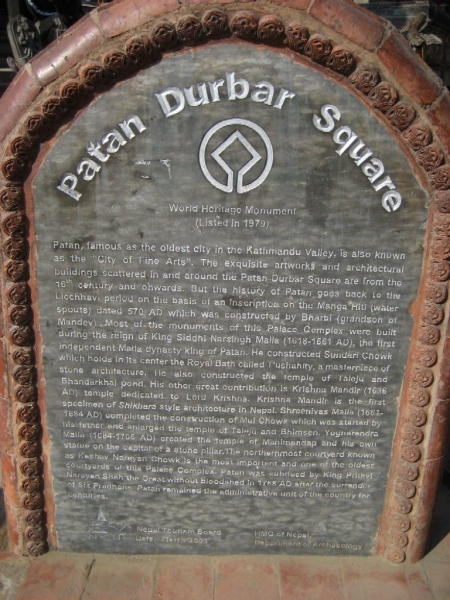 Patan Durbar Square
World Heritage Monument
(Listed in 1979)
Patan, famous as the oldest city in the Kathmandu Valley, is also known
as the "City of Fine Arts". The exquisite artworks and architectural
buildings scattered in and around the Patan Durbar Square are from the
16th century and onwards. But the history of Patan goes back to the
Licchhavi period on the basis of an inscription on the Manga Hiti (water
spouts) dated 570 AD which was constructed by Bharbi (grandson of
Mandev). Most of the monuments of this Palace Complex were built
during the reign of King Siddhi Narsingh Malla (1618-1661 AD), the first
independent Malla dynasty king of Patan. He constructed Sundari Chowk
which holds in its center the Royal Bath called Tushahity, a masterpiece of
stone architecture. He also constructed the temple of Taleju and
Bhandarkhal pond. His other great contribution is Krishna Mandir (1636
AD) temple dedicated to Lord Krishna. Krishna Mandir is the first
specimen of Shikhara style architecture in Nepal. Shreenivas Malla (1661-
1684 AD) completed the construction of Mul Chowk which was started by
his father and enlarged the temple of Taleju and Bhimsen. Yognarendra
Malla (1684-1705 AD) created the temple of Manimandap and his own
statue on the capital of a stone pillar. The northernmost courtyard known
as Keshav Narayan Chowk is the most important and one of the oldest
courtyards of this Palace Complex. Patan was subdued by King Prithvi
Narayan Shah the Great without bloodshed in 1768 AD after the surrender
of Six Pradhans. Patan remained the administrative unit of the country for
centuries.
Nepal Tourism Board
Date
HMG of Nepal,
Department of Archaeology